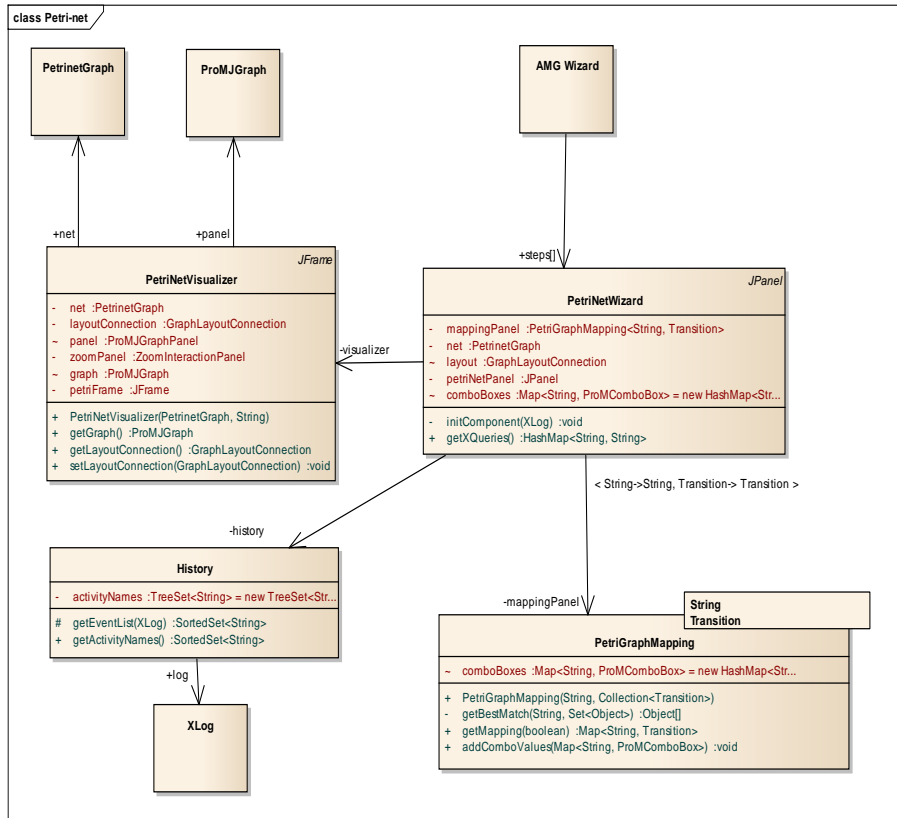 class Petri-net
PetrinetGraph
ProMJGraph
AMG Wizard
+net
+panel
+steps[]
JFrame
PetriNetVisualizer
- net :PetrinetGraph
- layoutConnection :GraphLayoutConnection
~ panel :ProMJGraphPanel
- zoomPanel :ZoomInteractionPanel
~ graph :ProMJGraph
- petriFrame :JFrame
+ PetriNetVisualizer(PetrinetGraph, String)
+ getGraph() :ProMJGraph
+ getLayoutConnection() :GraphLayoutConnection
+ setLayoutConnection(GraphLayoutConnection) :void
-visualizer
JPanel
PetriNetWizard
- mappingPanel :PetriGraphMapping<String, Transition>
- net :PetrinetGraph
~ layout :GraphLayoutConnection
- petriNetPanel :JPanel
~ comboBoxes :Map<String, ProMComboBox> = new HashMap<Str...
- initComponent(XLog) :void
+ getXQueries() :HashMap<String, String>
< String->String, Transition-> Transition >
-history
-mappingPanel
History
- activityNames :TreeSet<String> = new TreeSet<Str...
# getEventList(XLog) :SortedSet<String>
+ getActivityNames() :SortedSet<String>
+log
XLog
String
Transition
PetriGraphMapping
~ comboBoxes :Map<String, ProMComboBox> = new HashMap<Str...
+ PetriGraphMapping(String, Collection<Transition>)
- getBestMatch(String, Set<Object>) :Object[]
+ getMapping(boolean) :Map<String, Transition>
+ addComboValues(Map<String, ProMComboBox>) :void